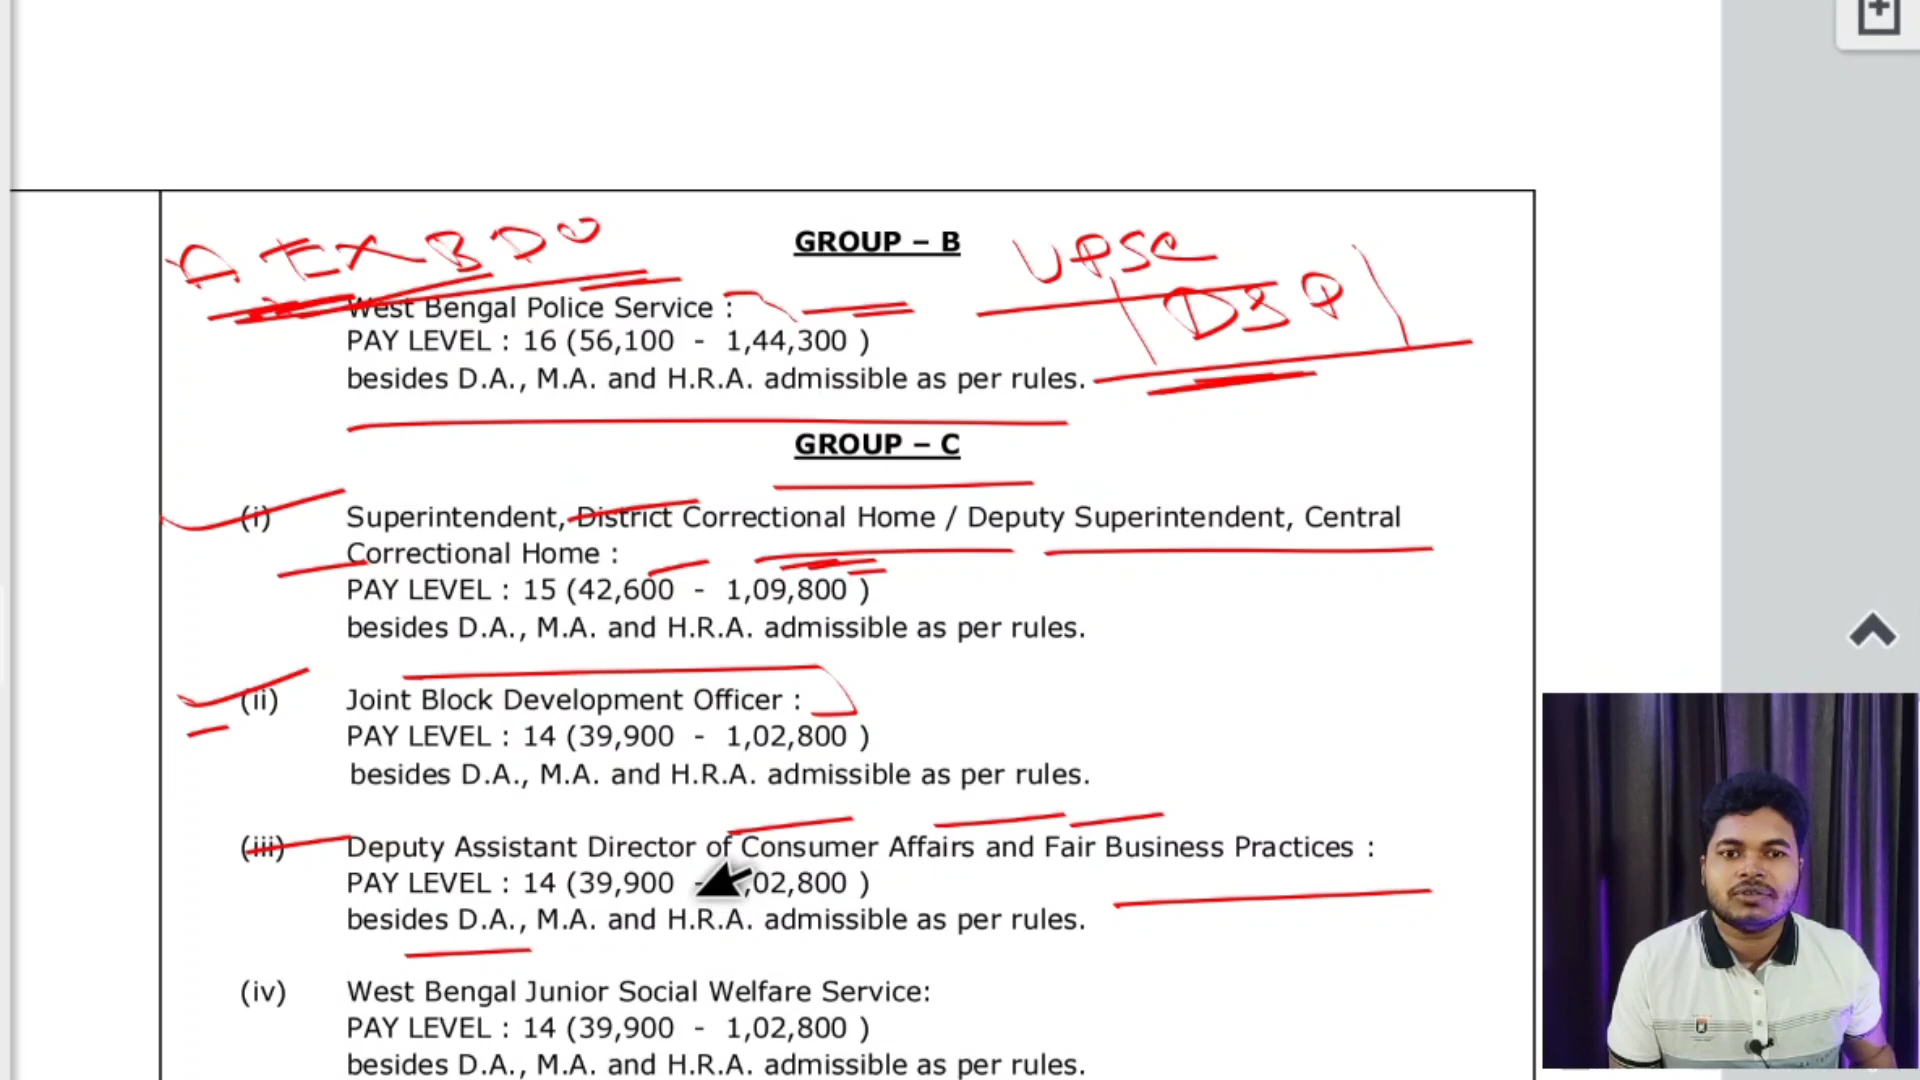 A EXBDO
GROUP – B
UPSC
West Bengal Police Service :
DSP
PAY LEVEL : 16 (56,100 - 1,44,300 )
besides D.A., M.A. and H.R.A. admissible as per rules.
GROUP – C
(i) Superintendent, District Correctional Home / Deputy Superintendent, Central
Correctional Home :
PAY LEVEL : 15 (42,600 - 1,09,800 )
besides D.A., M.A. and H.R.A. admissible as per rules.
(ii) Joint Block Development Officer :
PAY LEVEL : 14 (39,900 - 1,02,800 )
besides D.A., M.A. and H.R.A. admissible as per rules.
(iii) Deputy Assistant Director of Consumer Affairs and Fair Business Practices :
PAY LEVEL : 14 (39,900 - ,02,800 )
besides D.A., M.A. and H.R.A. admissible as per rules.
(iv) West Bengal Junior Social Welfare Service:
PAY LEVEL : 14 (39,900 - 1,02,800 )
besides D.A., M.A. and H.R.A. admissible as per rules.